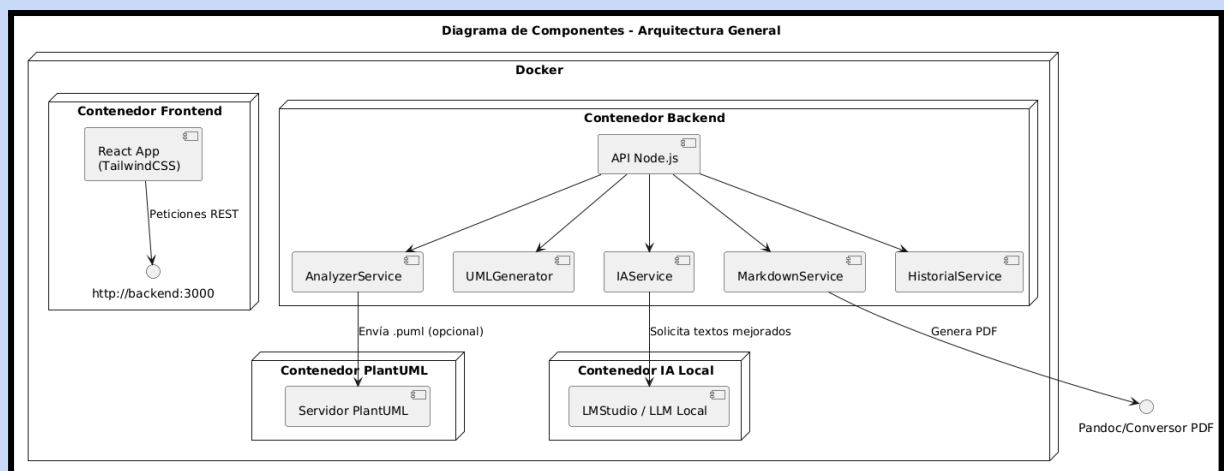 Diagrama de Componentes - Arquitectura General
Docker
Contenedor Frontend
React App
(TailwindCSS)
Peticiones REST
http://backend:3000
Contenedor Backend
API Node.js
AnalyzerService
UMLGenerator
IAService
MarkdownService
HistorialService
Envía .puml (opcional)
Solicita textos mejorados
Genera PDF
Contenedor PlantUML
Servidor PlantUML
Contenedor IA Local
LMStudio / LLM Local
Pandoc/Conversor PDF